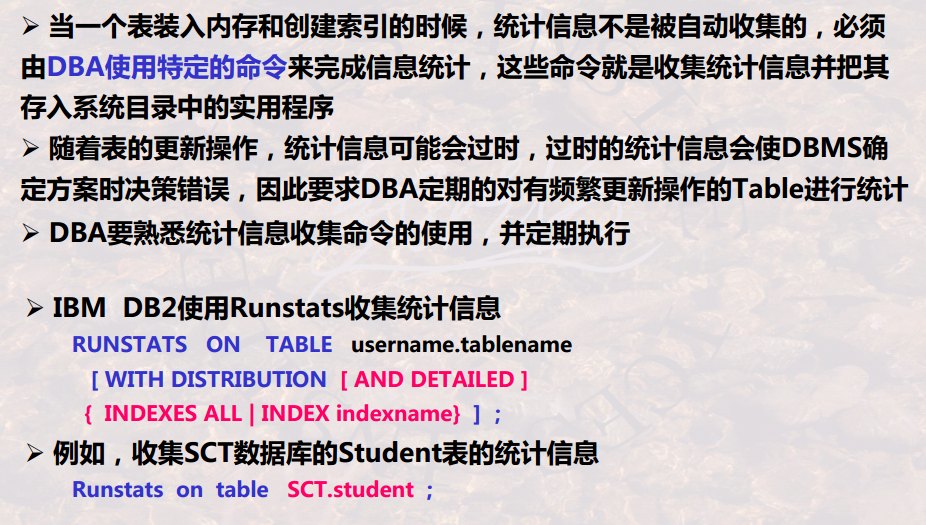 ➢ 当一个表装入内存和创建索引的时候，统计信息不是被自动收集的，必须
由DBA使用特定的命令来完成信息统计，这些命令就是收集统计信息并把其
存入系统目录中的实用程序
➢ 随着表的更新操作，统计信息可能会过时，过时的统计信息会使DBMS确
定方案时决策错误，因此要求DBA定期的对有频繁更新操作的Table进行统计
➢ DBA要熟悉统计信息收集命令的使用，并定期执行
➢ IBM DB2使用Runstats收集统计信息
RUNSTATS ON TABLE username.tablename
[ WITH DISTRIBUTION [ AND DETAILED ]
{ INDEXES ALL | INDEX indexname} ] ;
➢ 例如，收集SCT数据库的Student表的统计信息
Runstats on table SCT.student ;